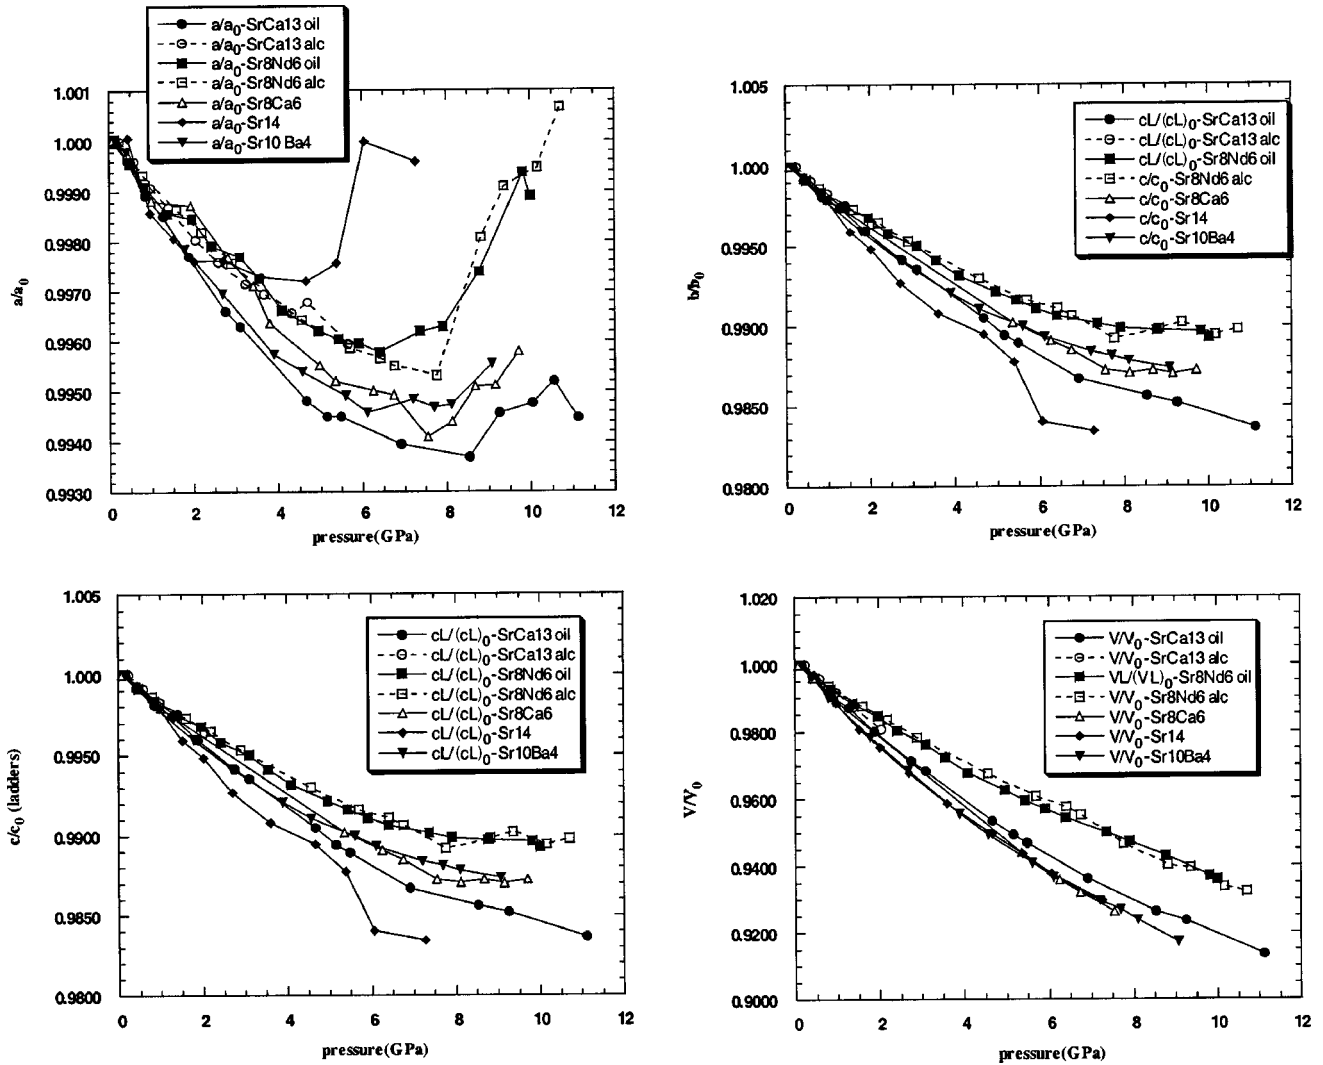 a/a0-SrCa13 oil
a/a0-SrCa13 alc
a/a0-Sr8Nd6 oil
a/a0-Sr8Nd6 alc
a/a0-Sr8Ca6
a/a0-Sr14
a/a0-Sr10 Ba4
1.001
1.000
0.9990
0.9980
0.9970
0.9960
0.9950
0.9940
0.9930
a/a0
0 2 4 6 8 10 12
pressure(GPa)
cL/(cL)0-SrCa13 oil
cL/(cL)0-SrCa13 alc
cL/(cL)0-Sr8Nd6 oil
c/c0-Sr8Nd6 alc
c/c0-Sr8Ca6
c/c0-Sr14
c/c0-Sr10Ba4
1.005
1.000
0.9950
0.9900
0.9850
0.9800
b/b0
0 2 4 6 8 10 12
pressure(GPa)
cL/(cL)0-SrCa13 oil
cL/(cL)0-SrCa13 alc
cL/(cL)0-Sr8Nd6 oil
cL/(cL)0-Sr8Nd6 alc
cL/(cL)0-Sr8Ca6
cL/(cL)0-Sr14
cL/(cL)0-Sr10Ba4
1.005
1.000
0.9950
0.9900
0.9850
0.9800
c/c0 (ladders)
0 2 4 6 8 10 12
pressure(GPa)
V/V0-SrCa13 oil
V/V0-SrCa13 alc
VL/(VL)0-Sr8Nd6 oil
V/V0-Sr8Nd6 alc
V/V0-Sr8Ca6
V/V0-Sr14
V/V0-Sr10Ba4
1.020
1.000
0.9800
0.9600
0.9400
0.9200
0.9000
V/V0
0 2 4 6 8 10 12
pressure(GPa)